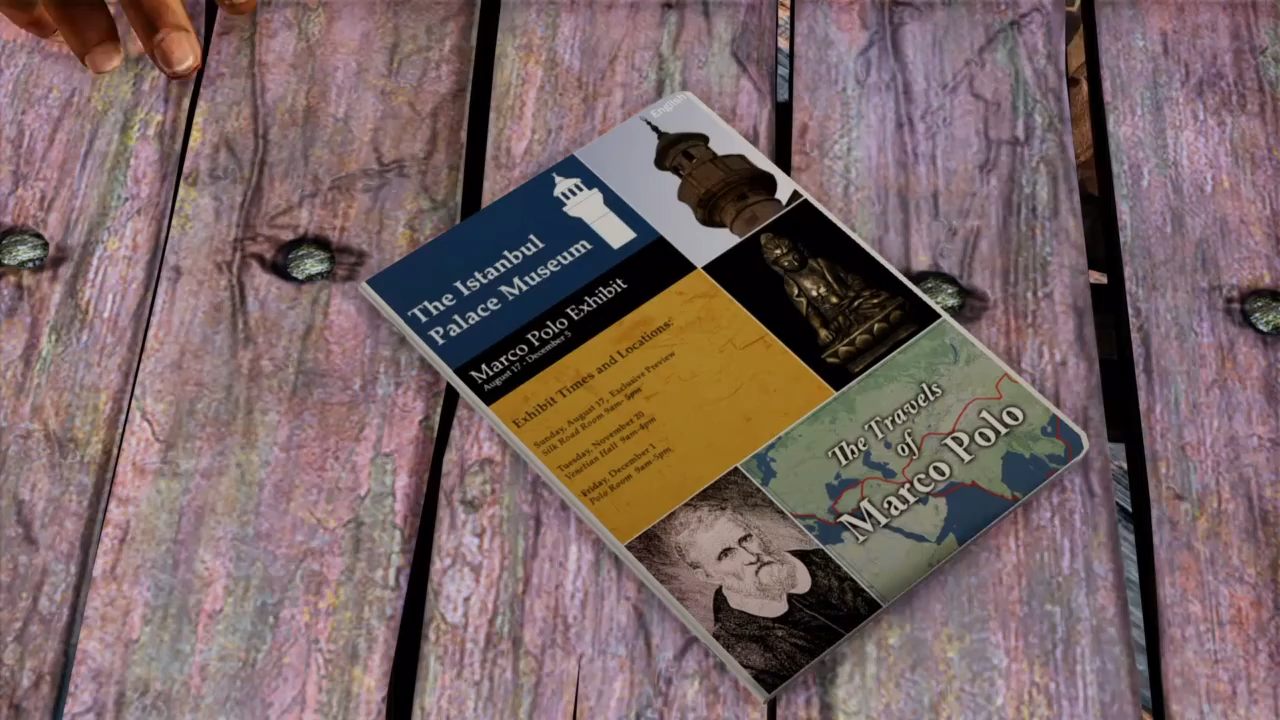 English
The Istanbul
Palace Museum
Marco Polo Exhibit
August 17 - December 5
Exhibit Times and Locations:
Sunday, August 17, Exclusive Preview
Silk Road Room 9am- 5pm
Tuesday, November 20
Venetian Hall 9am-4pm
Friday, December 1
Polo Room 9am-5pm
The Travels
of
Marco Polo